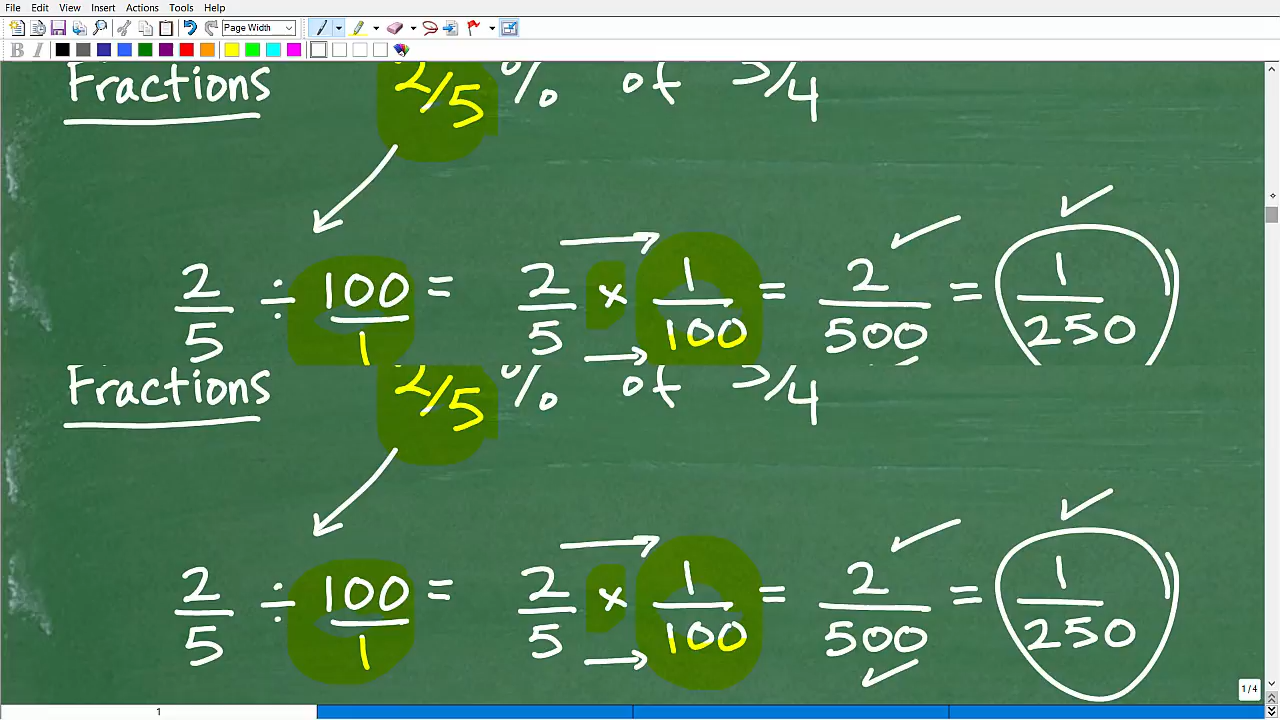 File Edit View Insert Actions Tools Help
Page Width
B I
Fractions 2/5 % of 3/4
2/5 ÷ 100/1 = 2/5 × 1/100 = 2/500 = 1/250
Fractions 2/5 % of 3/4
2/5 ÷ 100/1 = 2/5 × 1/100 = 2/500 = 1/250
1/4
1